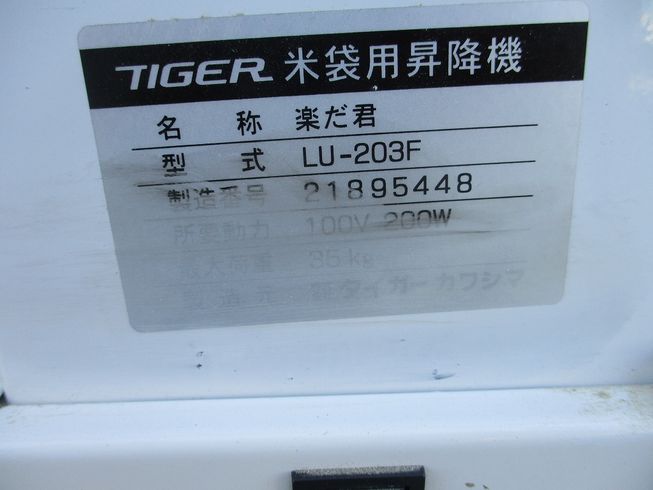 TIGER 米袋用昇降機
名称 楽だ君
型式 LU-203F
製造番号 21895448
所要動力 100V 200W
最大荷重 35kg
製造元 ㈱タイガーカワシマ